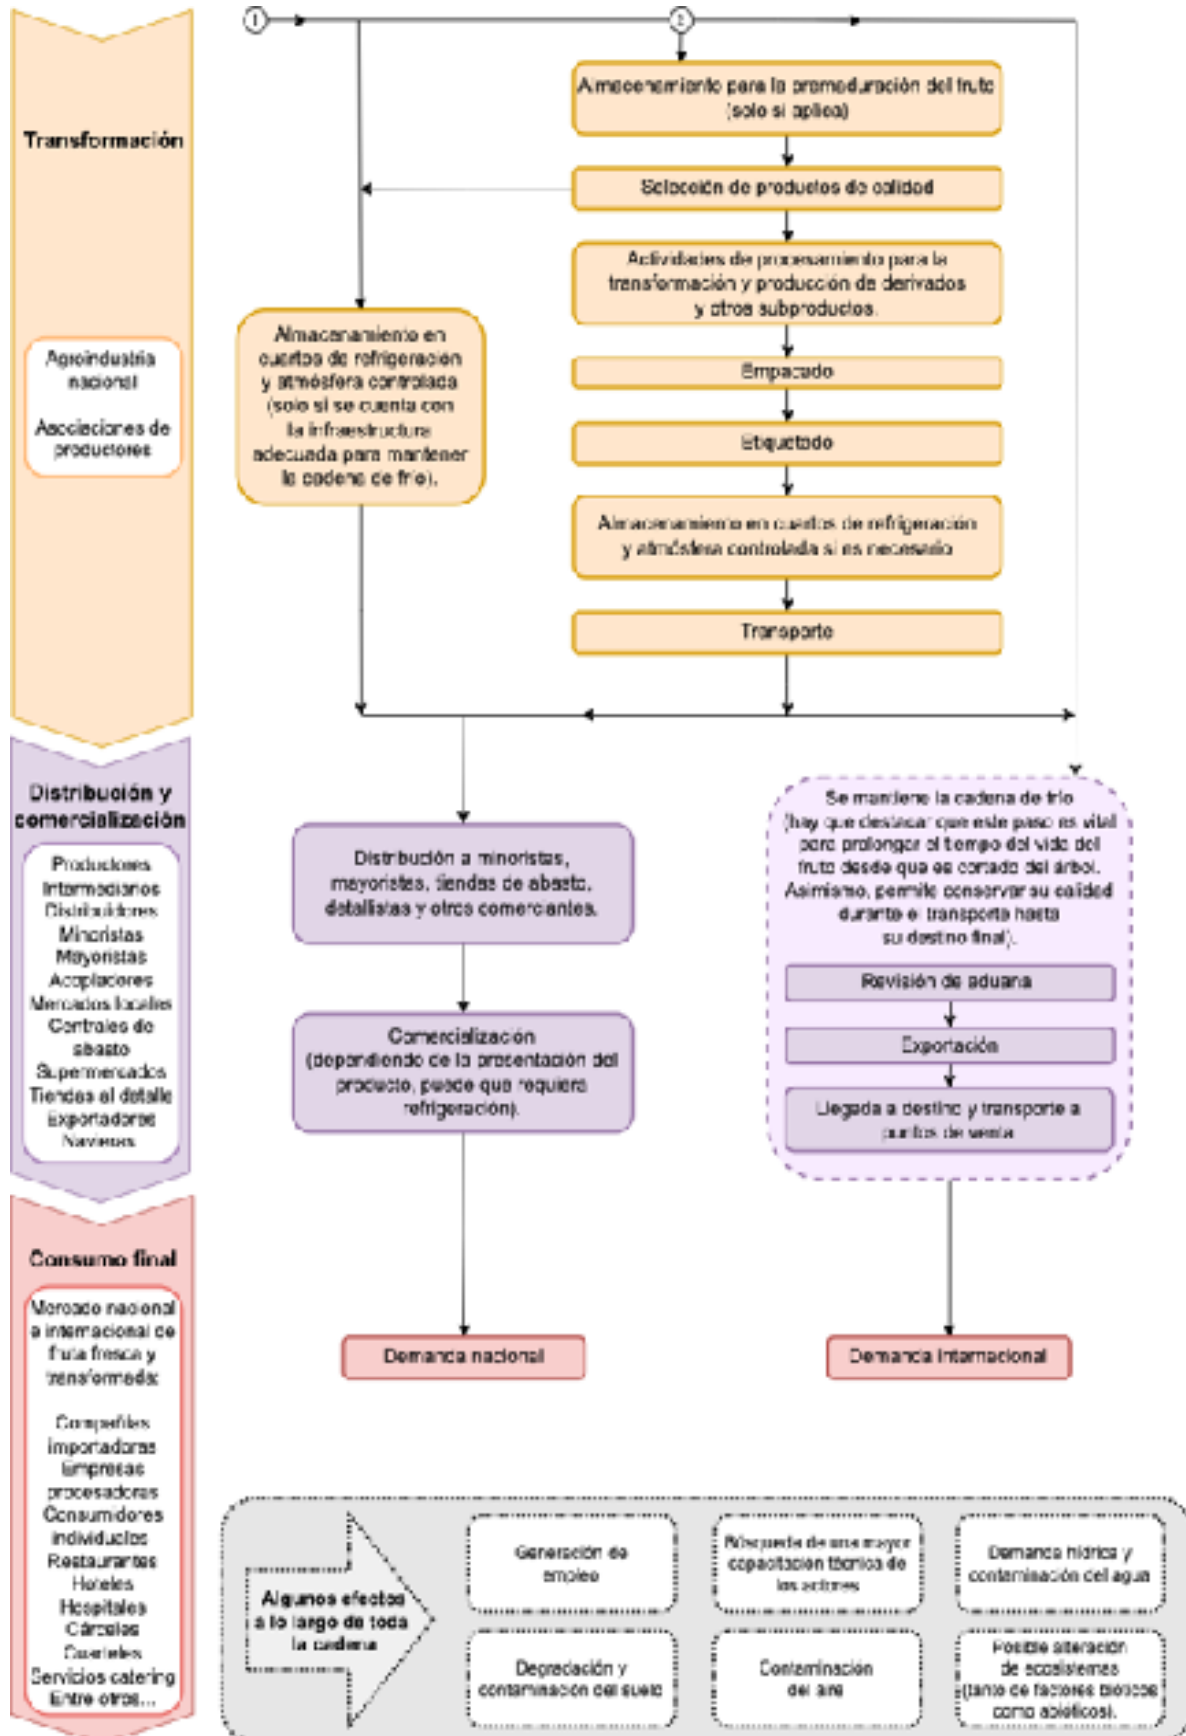 1
2
Transformación
Agroindustria
nacional
Asociaciones de
productores
Almacenamiento para la premaduración del fruto
(solo si aplica)
Selección de productos de calidad
Actividades de procesamiento para la
transformación y producción de derivados
y otros subproductos.
Empacado
Etiquetado
Almacenamiento en cuartos de refrigeración
y atmósfera controlada si es necesario
Transporte
Almacenamiento en
cuartos de refrigeración
y atmósfera controlada
(solo si se cuenta con
la infraestructura
adecuada para mantener
la cadena de frío).
Distribución y
comercialización
Productores
Intermediarios
Distribuidores
Minoristas
Mayoristas
Acopladores
Mercados locales
Centrales de
abasto
Supermercados
Tiendas al detalle
Exportadores
Navieras
Distribución a minoristas,
mayoristas, tiendas de abasto,
detallistas y otros comerciantes.
Comercialización
(dependiendo de la presentación del
producto, puede que requiera
refrigeración).
Se mantiene la cadena de frío
(hay que destacar que este paso es vital
para prolongar el tiempo del vida del
fruto desde que es cortado del árbol.
Asimismo, permite conservar su calidad
durante el transporte hasta
su destino final).
Revisión de aduana
Exportación
Llegada a destino y transporte a
puntos de venta
Consumo final
Mercado nacional
e internacional de
fruta fresca y
transformada:
Compañías
importadoras
Empresas
procesadoras
Consumidores
individuales
Restaurantes
Hoteles
Hospitales
Cárceles
Cuarteles
Servicios catering
Entre otros...
Demanda nacional
Demanda internacional
Algunos efectos
a lo largo de toda
la cadena
Generación de
empleo
Búsqueda de una mayor
capacitación técnica de
los actores
Demanda hídrica y
contaminación del agua
Degradación y
contaminación del suelo
Contaminación
del aire
Posible alteración
de ecosistemas
(tanto de factores bióticos
como abióticos).